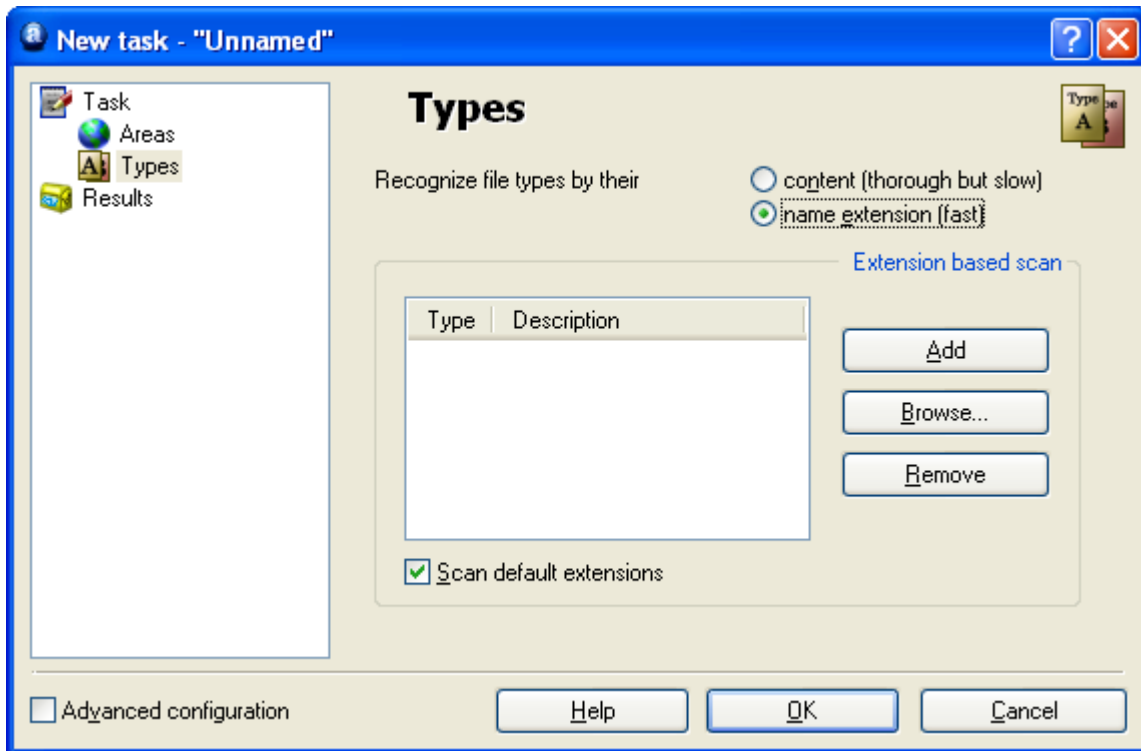 New task - "Unnamed"
Task
Areas
Types
Results
Types
Type A
Recognize file types by their
content (thorough but slow)
name extension (fast)
Extension based scan
Type Description
Add
Browse...
Remove
Scan default extensions
Advanced configuration
Help
OK
Cancel